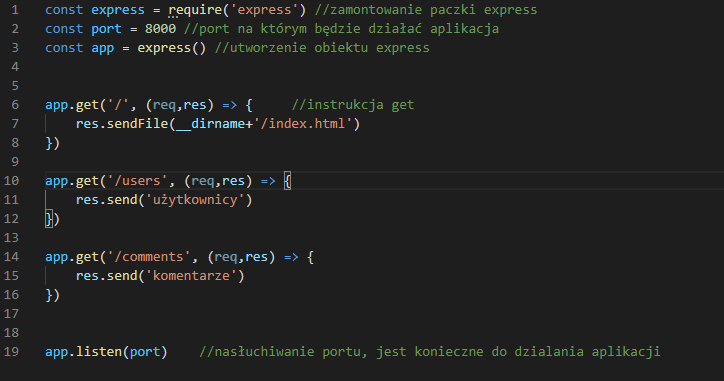 1 const express = require('express') //zamontowanie paczki express
2 const port = 8000 //port na którym będzie działać aplikacja
3 const app = express() //utworzenie obiektu express
4
5
6 app.get('/', (req,res) => {     //instrukcja get
7     res.sendFile(__dirname+'/index.html')
8 })
9
10 app.get('/users', (req,res) => {
11     res.send('użytkownicy')
12 })
13
14 app.get('/comments', (req,res) => {
15     res.send('komentarze')
16 })
17
18
19 app.listen(port)    //nasłuchiwanie portu, jest konieczne do dzialania aplikacji